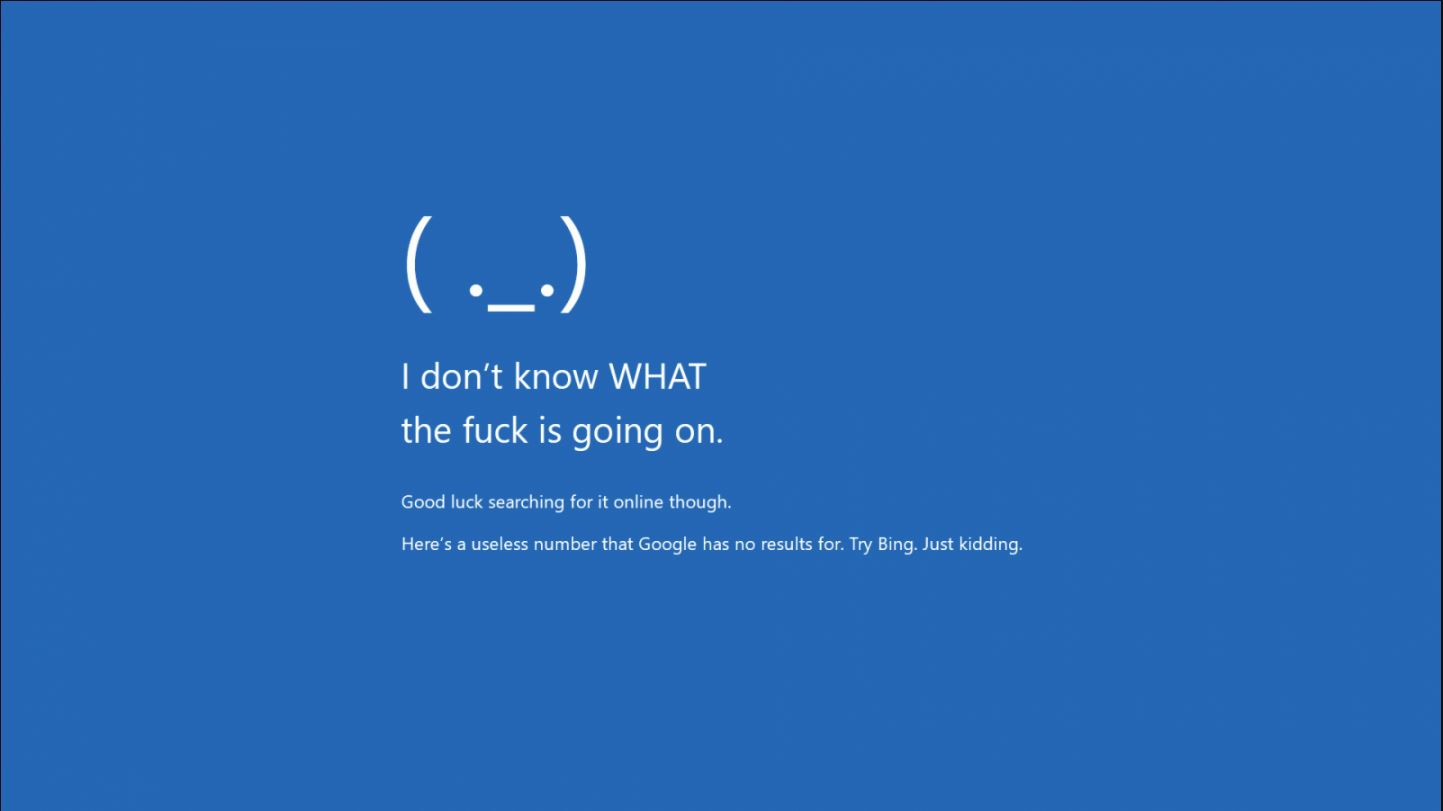 ( ._.)
I don’t know WHAT
the fuck is going on.
Good luck searching for it online though.
Here’s a useless number that Google has no results for. Try Bing. Just kidding.